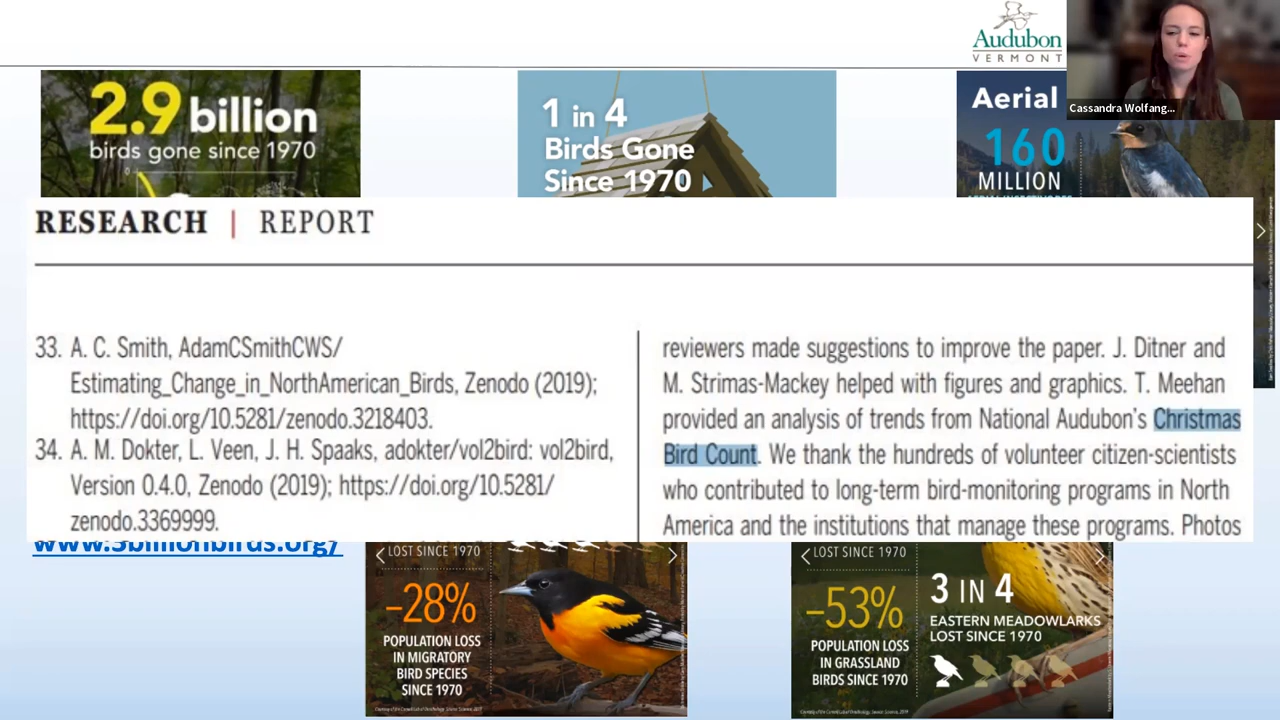 Audubon
VERMONT
Cassandra Wolfang...
2.9 billion
birds gone since 1970
0
1 in 4
Birds Gone
Since 1970
Aerial
160
MILLION
RESEARCH | REPORT
33. A. C. Smith, AdamCSmithCWS/
Estimating_Change_in_NorthAmerican_Birds, Zenodo (2019);
https://doi.org/10.5281/zenodo.3218403.
34. A. M. Dokter, L. Veen, J. H. Spaaks, adokter/vol2bird: vol2bird,
Version 0.4.0, Zenodo (2019); https://doi.org/10.5281/
zenodo.3369999.
reviewers made suggestions to improve the paper. J. Ditner and
M. Strimas-Mackey helped with figures and graphics. T. Meehan
provided an analysis of trends from National Audubon's Christmas
Bird Count. We thank the hundreds of volunteer citizen-scientists
who contributed to long-term bird-monitoring programs in North
America and the institutions that manage these programs. Photos
www.3billionbirds.org/
LOST SINCE 1970
-28%
POPULATION LOSS
IN MIGRATORY
BIRD SPECIES
SINCE 1970
LOST SINCE 1970
-53%
POPULATION LOSS
IN GRASSLAND
BIRDS SINCE 1970
3 IN 4
EASTERN MEADOWLARKS
LOST SINCE 1970